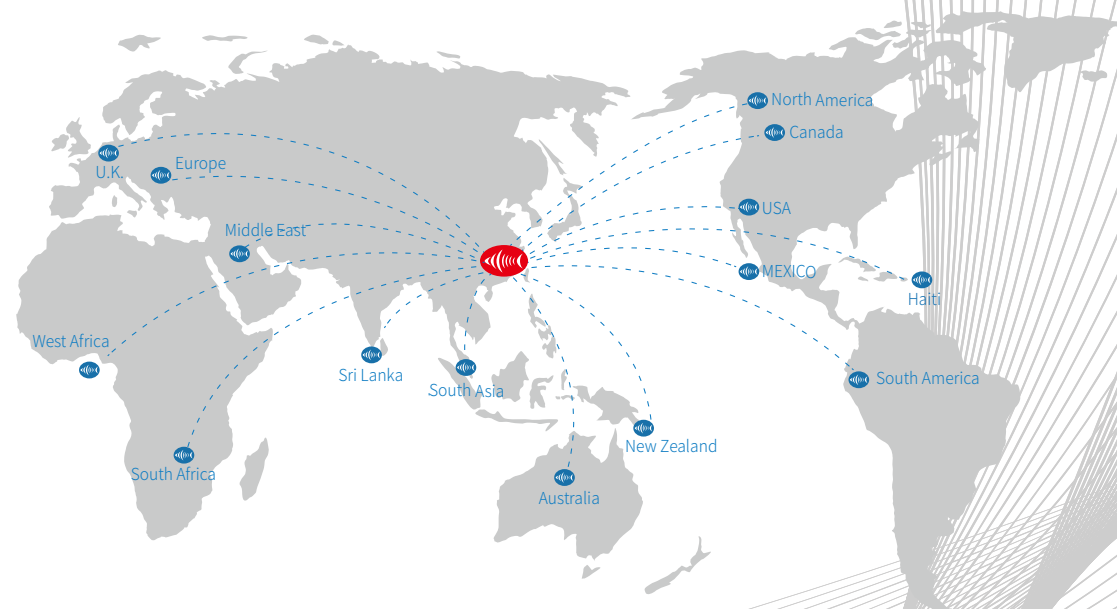 North America
Canada
Europe
U.K.
USA
Middle East
MEXICO
Haiti
West Africa
Sri Lanka
South Asia
South America
New Zealand
South Africa
Australia